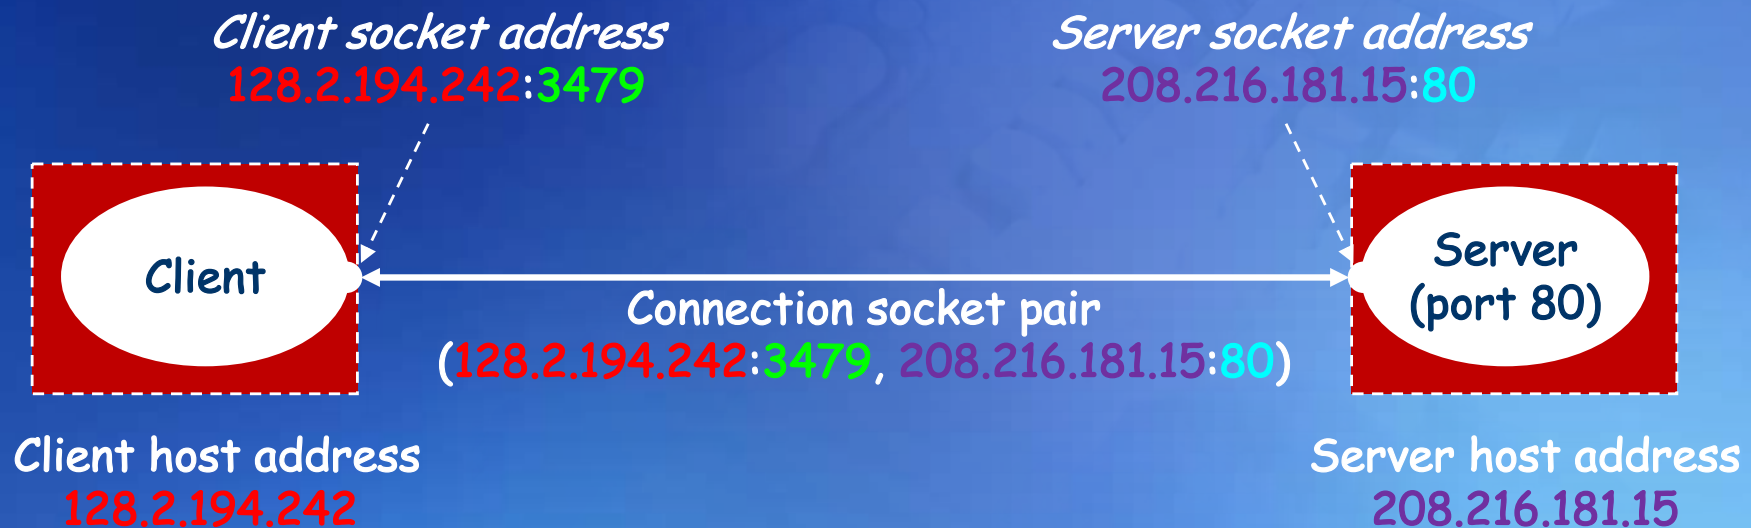 Client socket address
128.2.194.242:3479
Server socket address
208.216.181.15:80
Client
Server
(port 80)
Connection socket pair
(128.2.194.242:3479, 208.216.181.15:80)
Client host address
128.2.194.242
Server host address
208.216.181.15